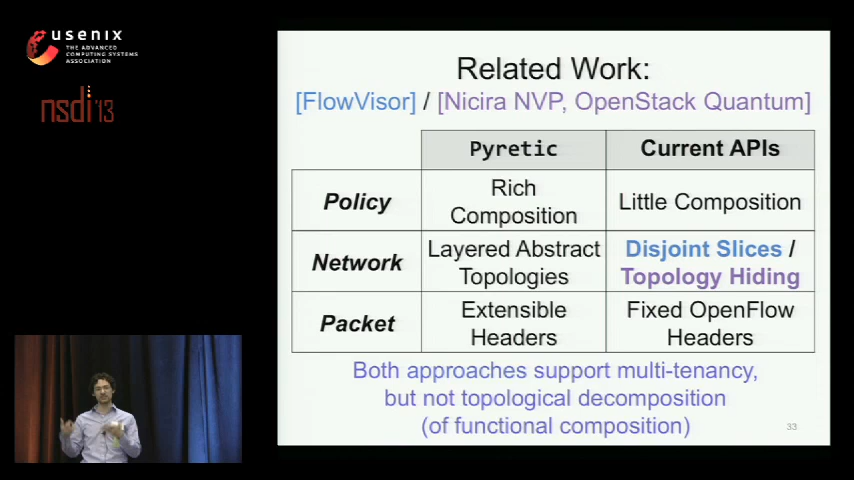 usenix
THE ADVANCED
COMPUTING SYSTEMS
ASSOCIATION
nsdi '13
Related Work:
[FlowVisor] / [Nicira NVP, OpenStack Quantum]
Pyretic
Current APIs
Policy
Rich
Composition
Little Composition
Network
Layered Abstract
Topologies
Disjoint Slices /
Topology Hiding
Packet
Extensible
Headers
Fixed OpenFlow
Headers
Both approaches support multi-tenancy,
but not topological decomposition
(of functional composition)
33